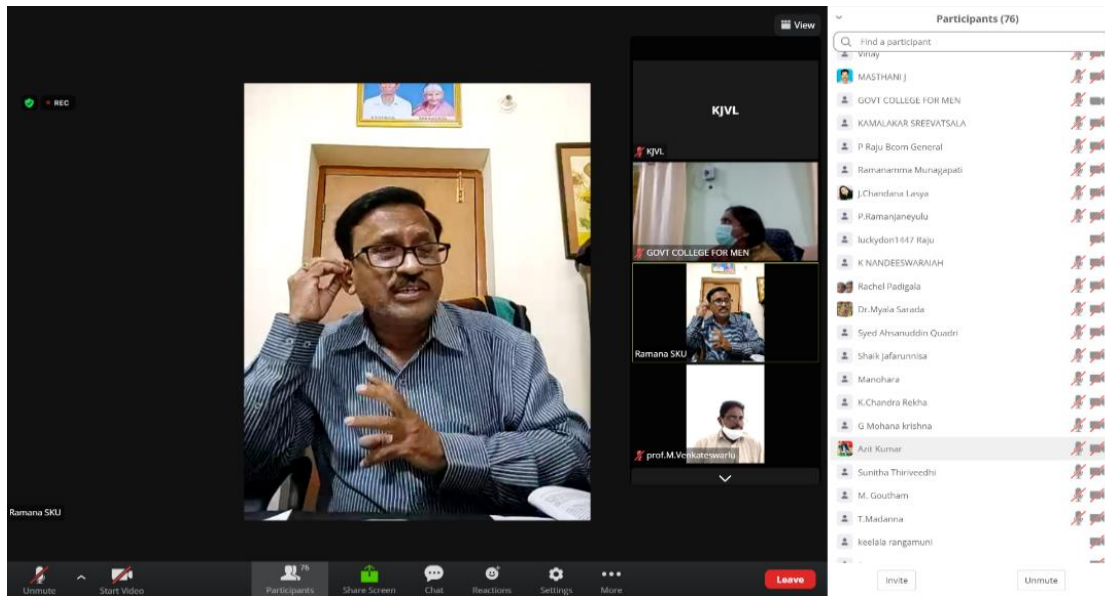 View
REC
KJVL
KJVL
GOVT COLLEGE FOR MEN
Ramana SKU
prof.M.Venkateswarlu
Ramana SKU
Unmute
Start Video
76
Participants
Share Screen
Chat
Reactions
Settings
More
Leave
Participants (76)
Find a participant
Vinay
MASTHANI J
GOVT COLLEGE FOR MEN
KAMALAKAR SREEVATSALA
P Raju Bcom General
Ramanamma Munagapati
J.Chandana Lasya
P.Ramanjaneyulu
luckydon1447 Raju
K NANDEESWARAIAH
Rachel Padigala
Dr.Myala Sarada
Syed Ahsanuddin Quadri
Shaik Jafarunnisa
Manohara
K.Chandra Rekha
G Mohana krishna
Azit Kumar
Sunitha Thiriveedhi
M. Goutham
T.Madanna
keelala rangamuni
Invite
Unmute